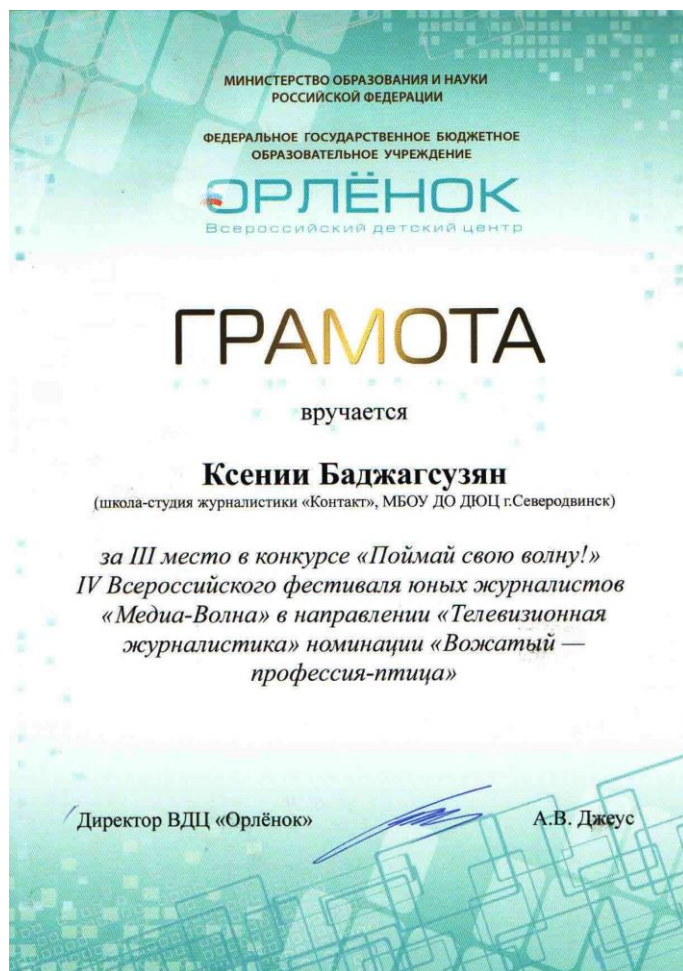 МИНИСТЕРСТВО ОБРАЗОВАНИЯ И НАУКИ
РОССИЙСКОЙ ФЕДЕРАЦИИ
ФЕДЕРАЛЬНОЕ ГОСУДАРСТВЕННОЕ БЮДЖЕТНОЕ
ОБРАЗОВАТЕЛЬНОЕ УЧРЕЖДЕНИЕ
ОРЛЁНОК
Всероссийский детский центр
ГРАМОТА
вручается
Ксении Баджагсузян
(школа-студия журналистики «Контакт», МБОУ ДО ДЮЦ г.Северодвинск)
за III место в конкурсе «Поймай свою волну!»
IV Всероссийского фестиваля юных журналистов
«Медиа-Волна» в направлении «Телевизионная
журналистика» номинации «Вожатый —
профессия-птица»
Директор ВДЦ «Орлёнок» А.В. Джеус